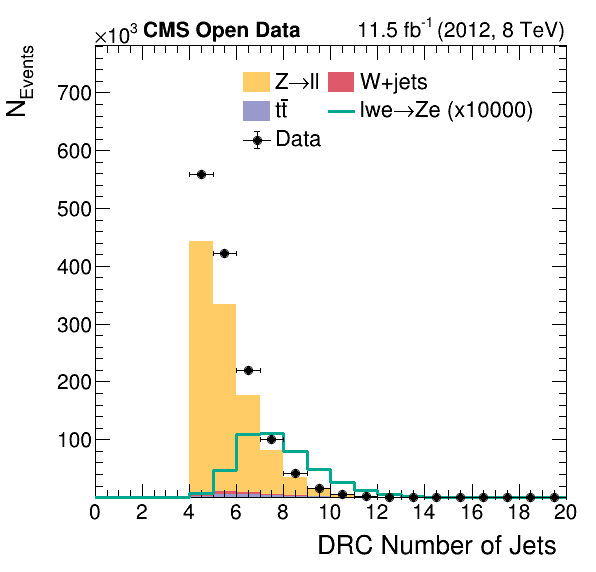 ×10³ CMS Open Data 11.5 fb⁻¹ (2012, 8 TeV)
N_Events
Z→ll W+jets
tt̄ lwe→Ze (x10000)
Data
700
600
500
400
300
200
100
0 2 4 6 8 10 12 14 16 18 20
DRC Number of Jets